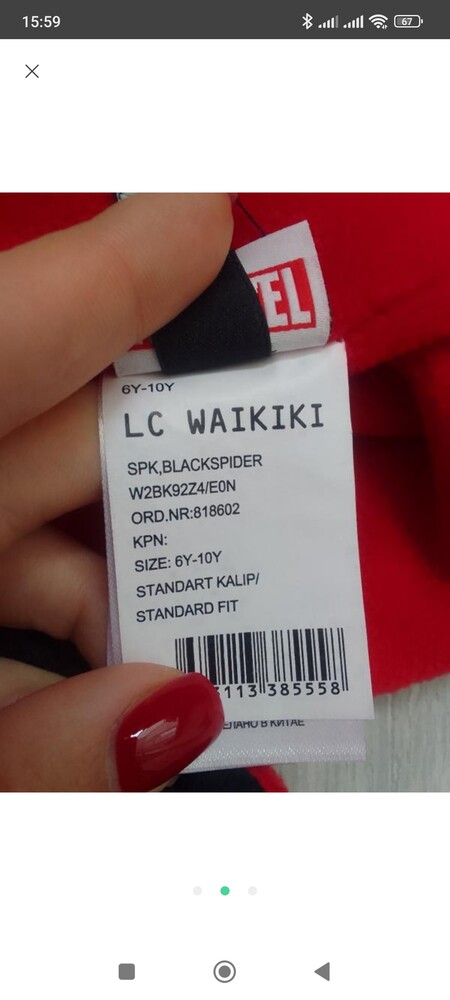 15:59
67
6Y-10Y
LC WAIKIKI
SPK,BLACKSPIDER
W2BK92Z4/E0N
ORD.NR:818602
KPN:
SIZE: 6Y-10Y
STANDART KALIP/
STANDARD FIT
113 385558
В КИТАЕ